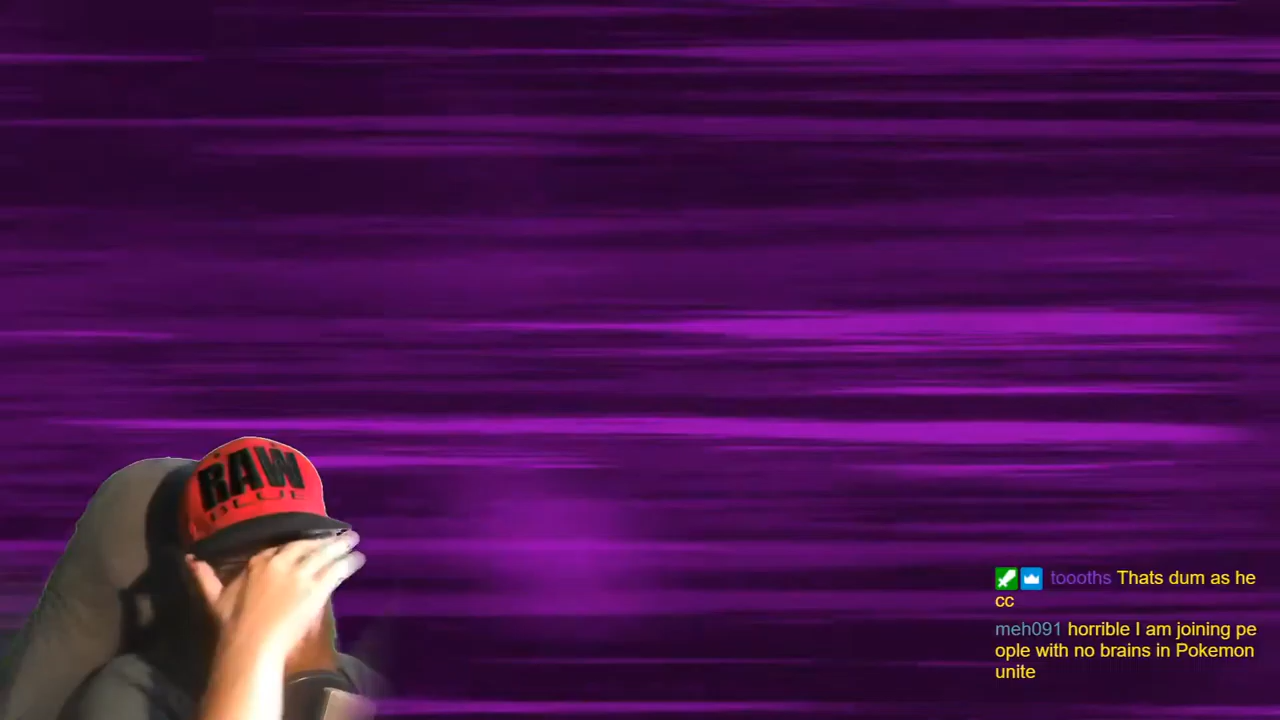 RAW
BLUE
toooths Thats dum as he
cc
meh091 horrible I am joining pe
ople with no brains in Pokemon
unite